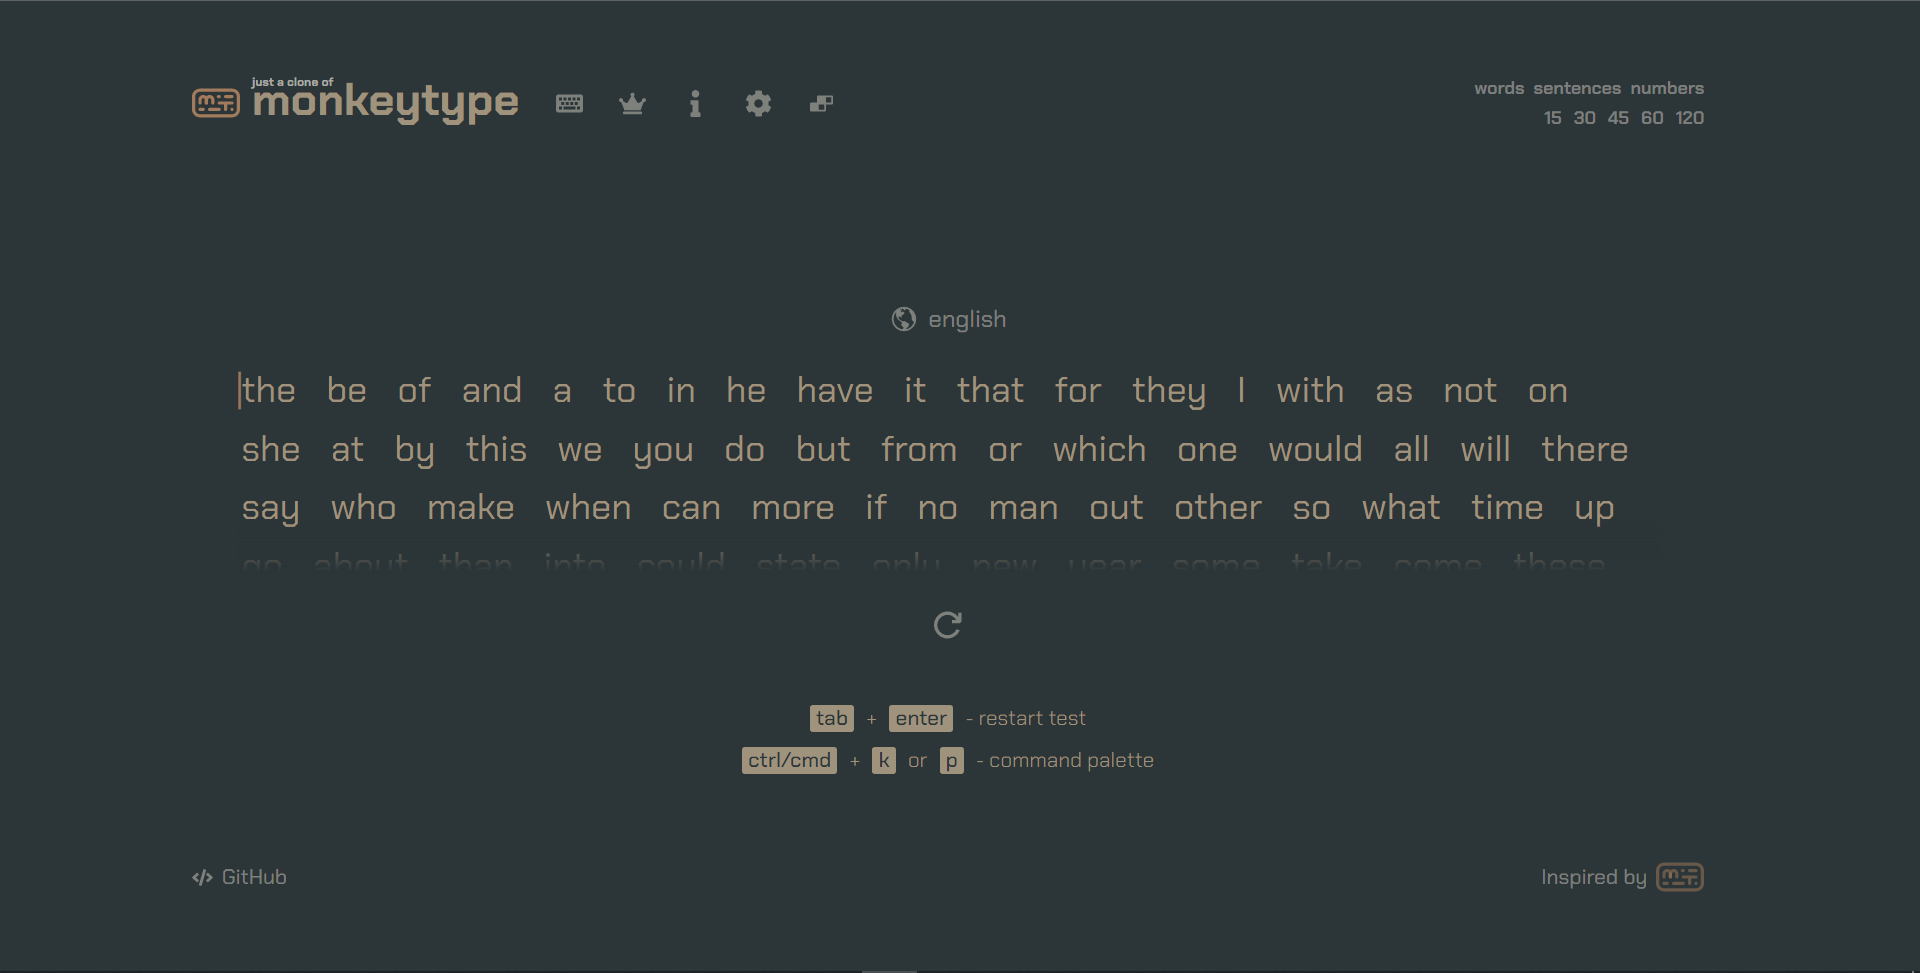 just a clone of
monkeytype
words sentences numbers
15 30 45 60 120
english
the be of and a to in he have it that for they I with as not on
she at by this we you do but from or which one would all will there
say who make when can more if no man out other so what time up
go about than into could state only new year some take come these
tab + enter - restart test
ctrl/cmd + k or p - command palette
GitHub
Inspired by